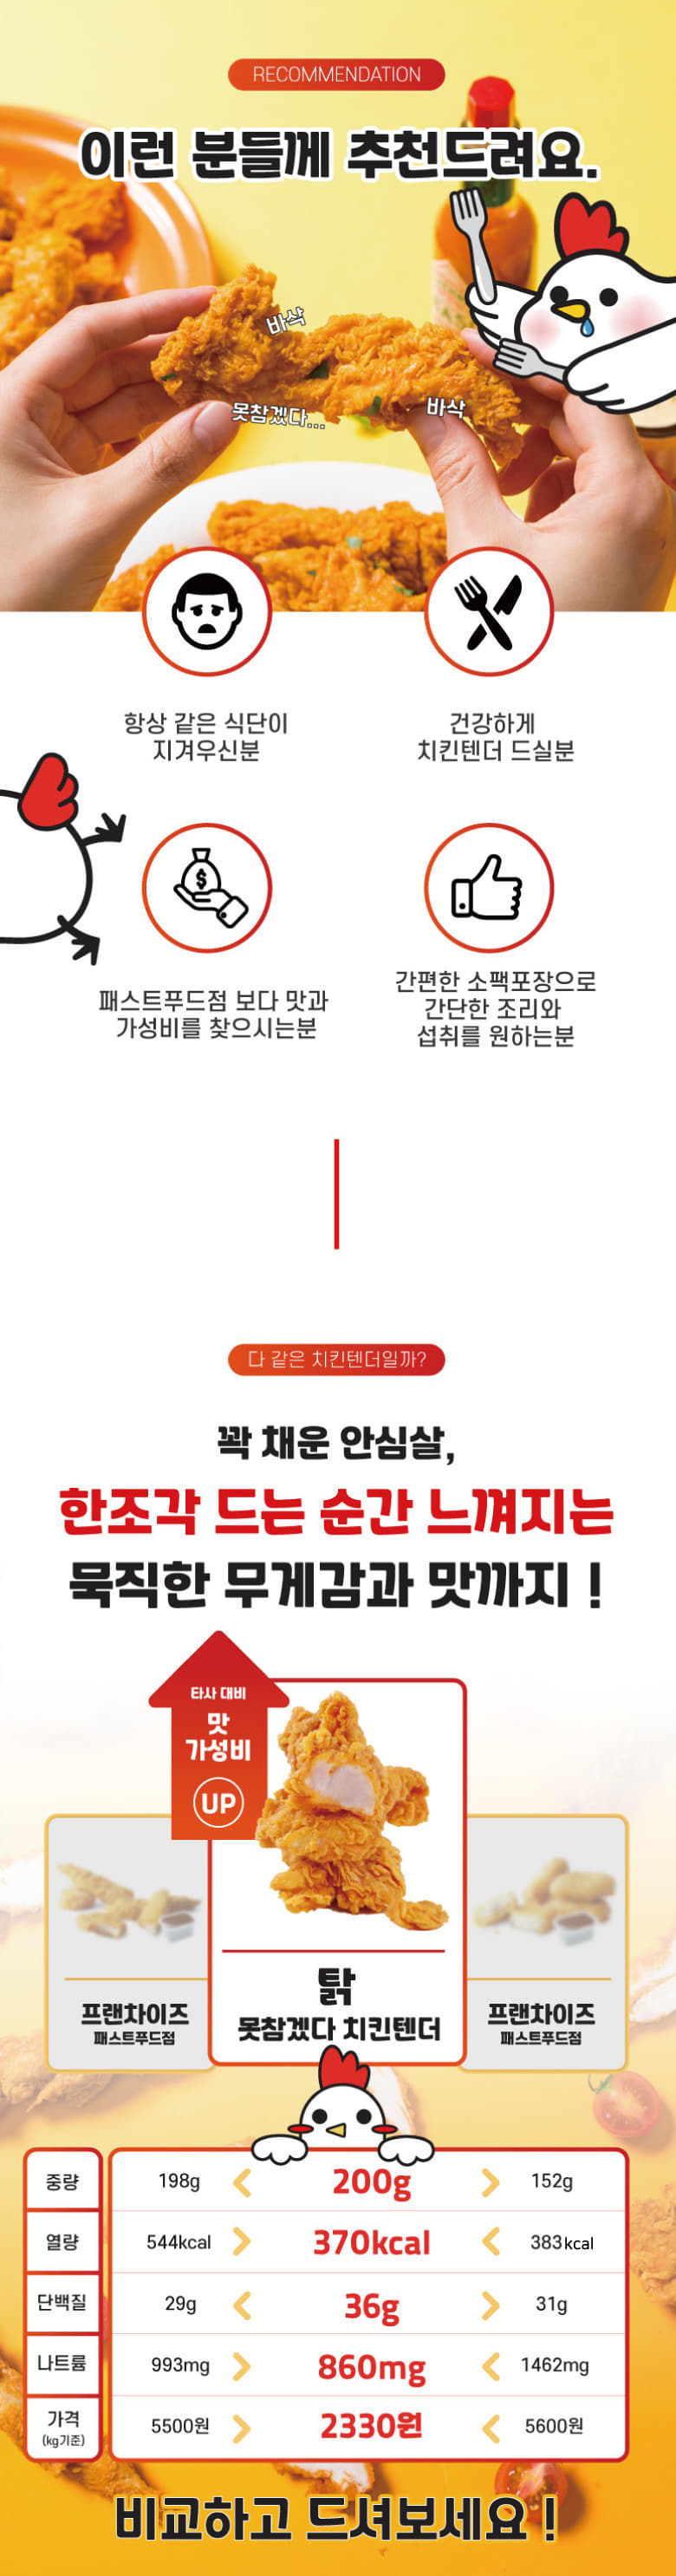 RECOMMENDATION
이런 분들께 추천드려요.
바삭
못참겠다...
바삭
항상 같은 식단이
지겨우신분
건강하게
치킨텐더 드실분
패스트푸드점 보다 맛과
가성비를 찾으시는분
간편한 소팩포장으로
간단한 조리와
섭취를 원하는분
다 같은 치킨텐더일까?
꽉 채운 안심살,
한조각 드는 순간 느껴지는
묵직한 무게감과 맛까지 !
타사 대비
맛
가성비
UP
프랜차이즈
패스트푸드점
탉
못참겠다 치킨텐더
프랜차이즈
패스트푸드점
중량 198g < 200g > 152g
열량 544kcal > 370kcal < 383kcal
단백질 29g < 36g > 31g
나트륨 993mg > 860mg < 1462mg
가격 5500원 > 2330원 < 5600원
(kg기준)
비교하고 드셔보세요 !